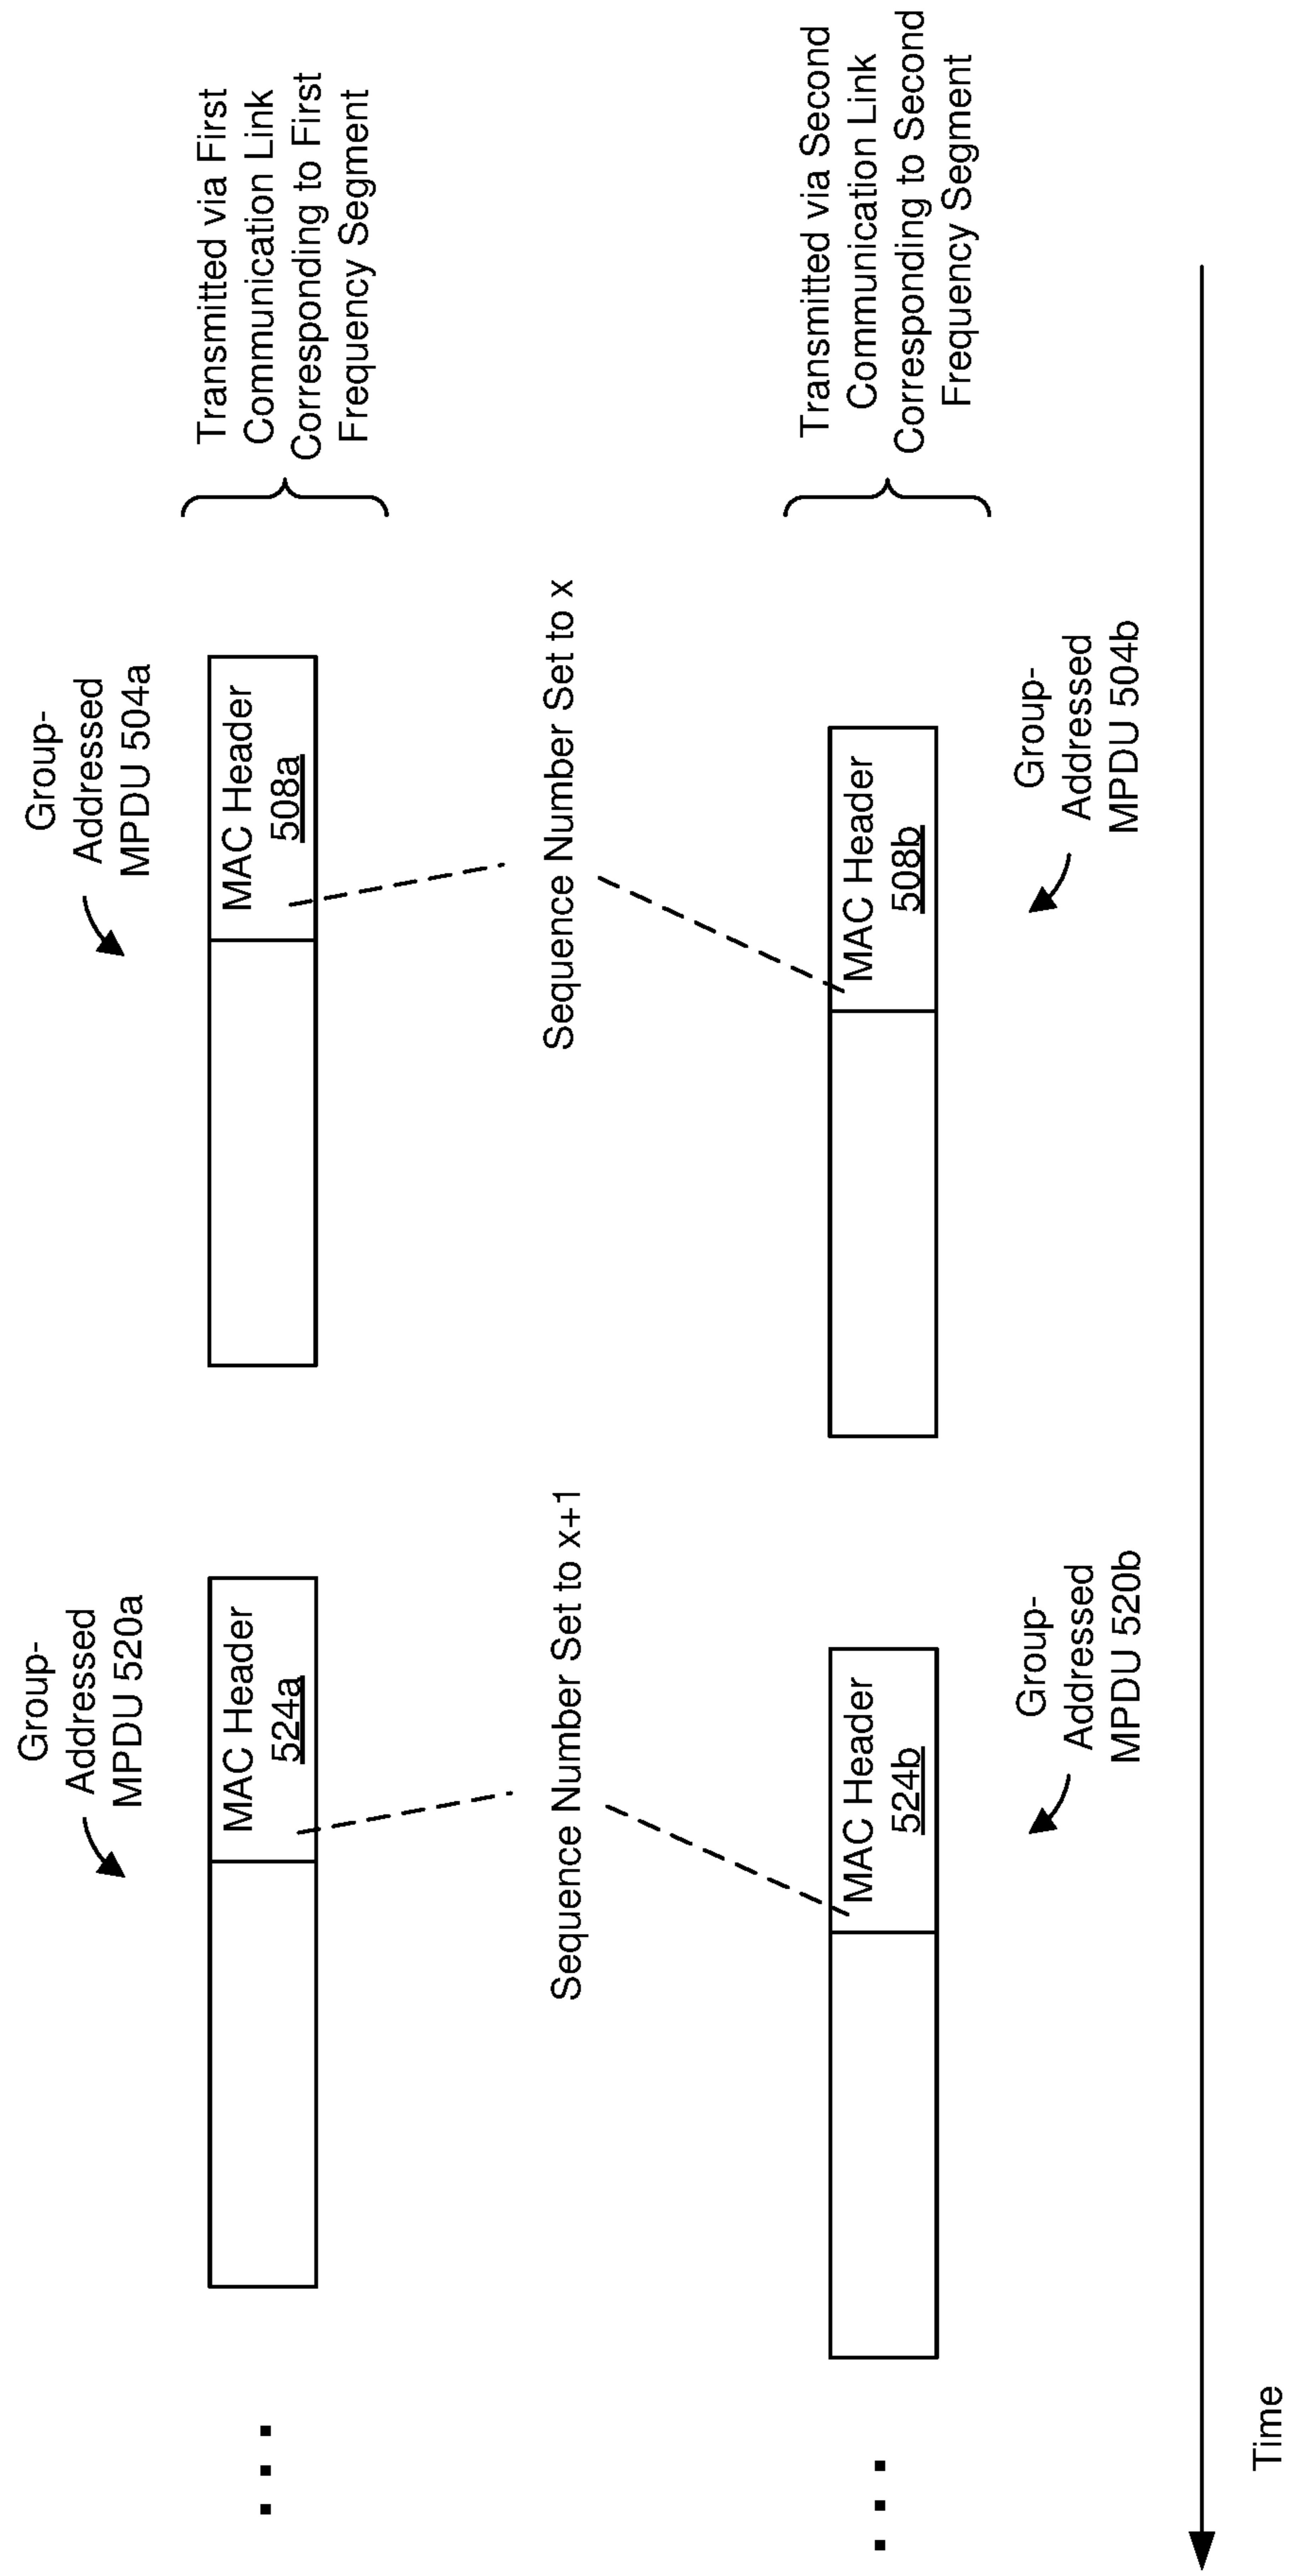 Group-
Addressed
MPDU 520a
Group-
Addressed
MPDU 504a
MAC Header
524a
MAC Header
508a
Transmitted via First
Communication Link
Corresponding to First
Frequency Segment
Sequence Number Set to x+1
Sequence Number Set to x
MAC Header
524b
MAC Header
508b
Transmitted via Second
Communication Link
Corresponding to Second
Frequency Segment
Group-
Addressed
MPDU 520b
Group-
Addressed
MPDU 504b
Time